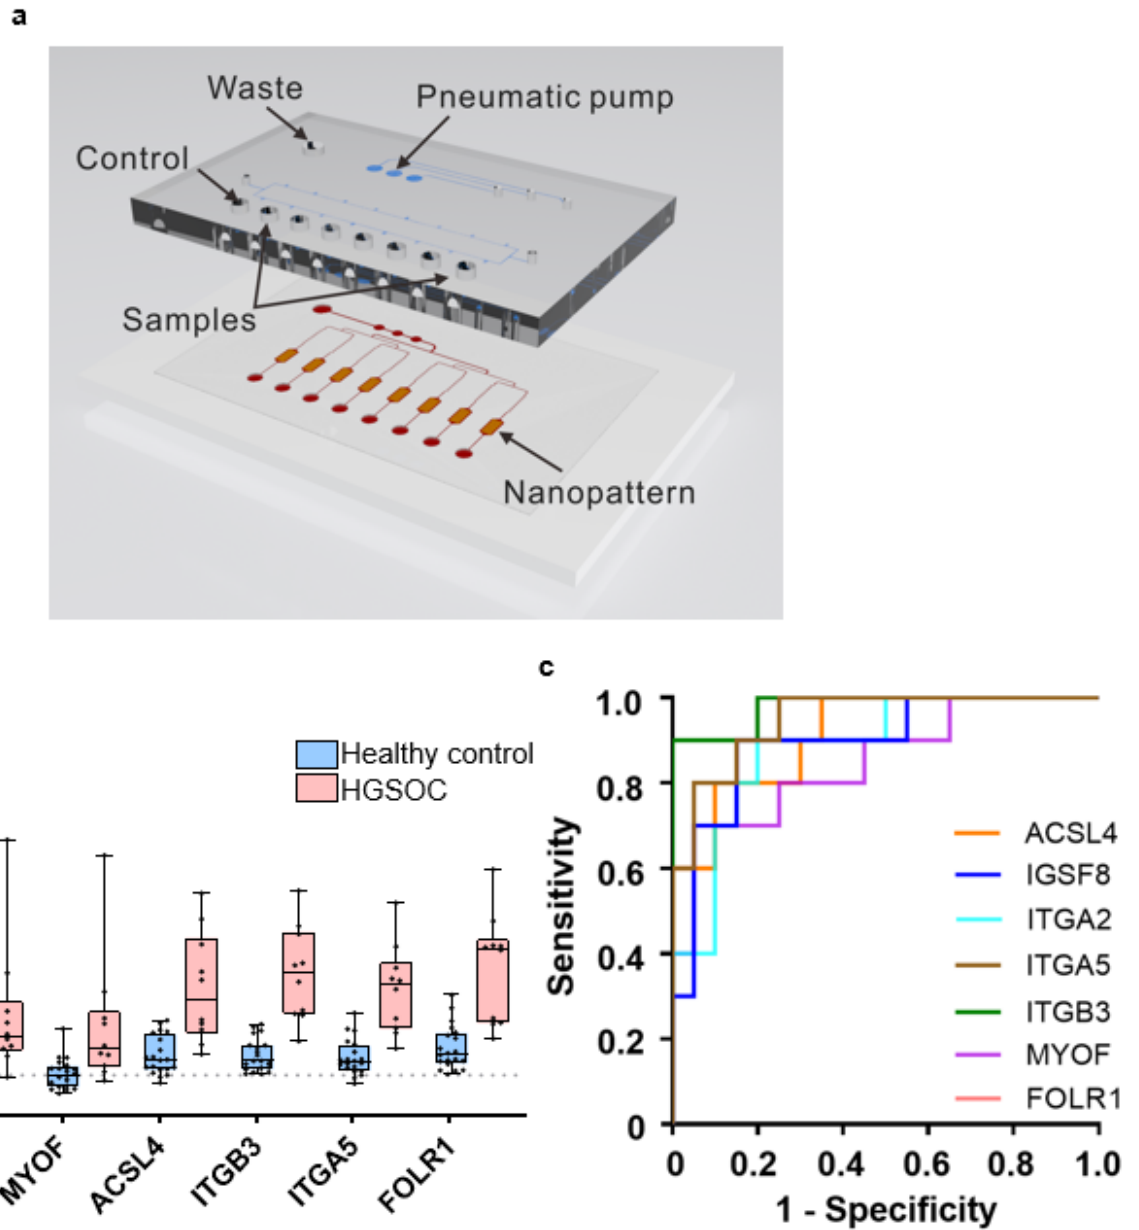 a
Waste
Pneumatic pump
Control
Samples
Nanopattern
c
Healthy control
HGSOC
MYOF
ACSL4
ITGB3
ITGA5
FOLR1
1.0
0.8
0.6
0.4
0.2
0
Sensitivity
ACSL4
IGSF8
ITGA2
ITGA5
ITGB3
MYOF
FOLR1
0 0.2 0.4 0.6 0.8 1.0
1 - Specificity